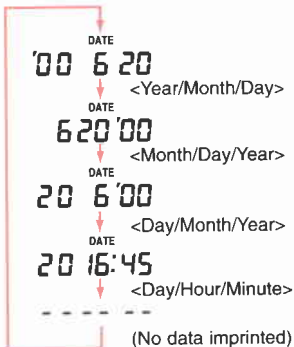 DATE
'00 6 20
<Year/Month/Day>
DATE
6 20 '00
<Month/Day/Year>
DATE
20 6 '00
<Day/Month/Year>
DATE
20 16:45
<Day/Hour/Minute>
-- -- --
(No data imprinted)